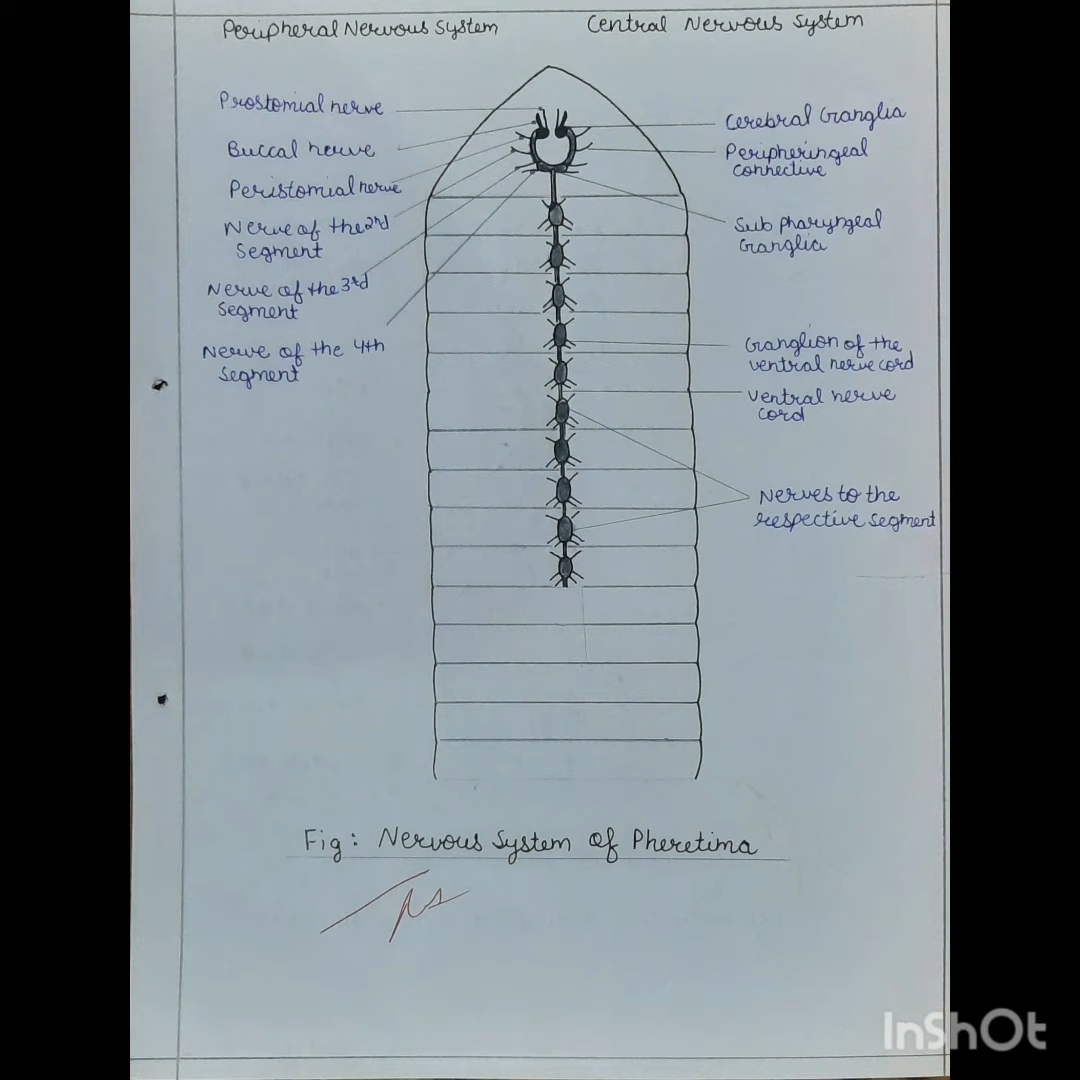 Peripheral Nervous System
Central Nervous System
Prostomial nerve
Buccal nerve
Peristomial nerve
Nerve of the 2nd
Segment
Nerve of the 3rd
Segment
Nerve of the 4th
Segment
Cerebral Ganglia
Peripheringeal
connective
Sub pharyngeal
Ganglia
Ganglion of the
ventral nerve cord
Ventral nerve
cord
Nerves to the
respective segment
Fig: Nervous System of Pheretima
InShOt